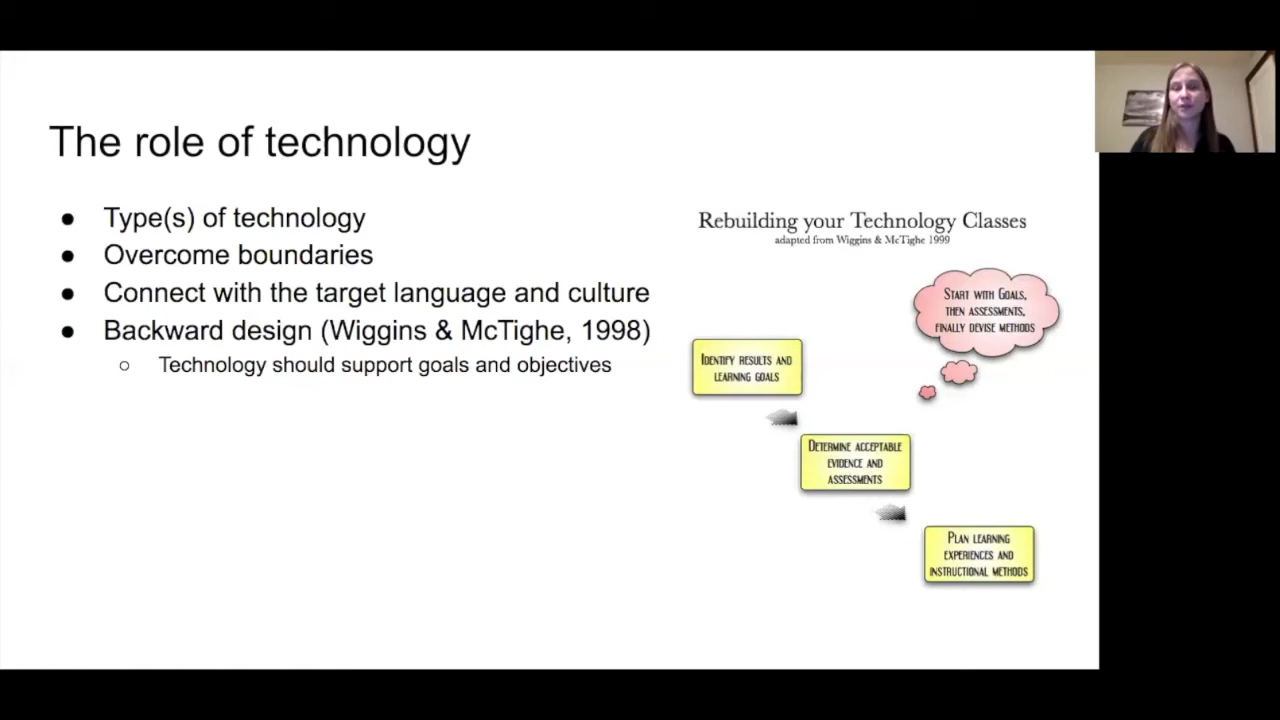 The role of technology
● Type(s) of technology
● Overcome boundaries
● Connect with the target language and culture
● Backward design (Wiggins & McTighe, 1998)
○ Technology should support goals and objectives
Rebuilding your Technology Classes
adapted from Wiggins & McTighe 1999
Start with Goals,
then assessments,
finally devise methods
Identify results and
learning goals
Determine acceptable
evidence and
assessments
Plan learning
experiences and
instructional methods